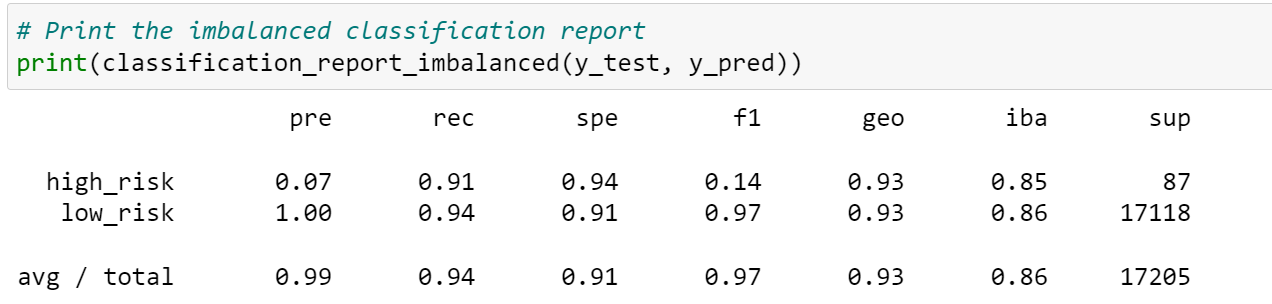 # Print the imbalanced classification report
print(classification_report_imbalanced(y_test, y_pred))
pre rec spe f1 geo iba sup
high_risk 0.07 0.91 0.94 0.14 0.93 0.85 87
low_risk 1.00 0.94 0.91 0.97 0.93 0.86 17118
avg / total 0.99 0.94 0.91 0.97 0.93 0.86 17205